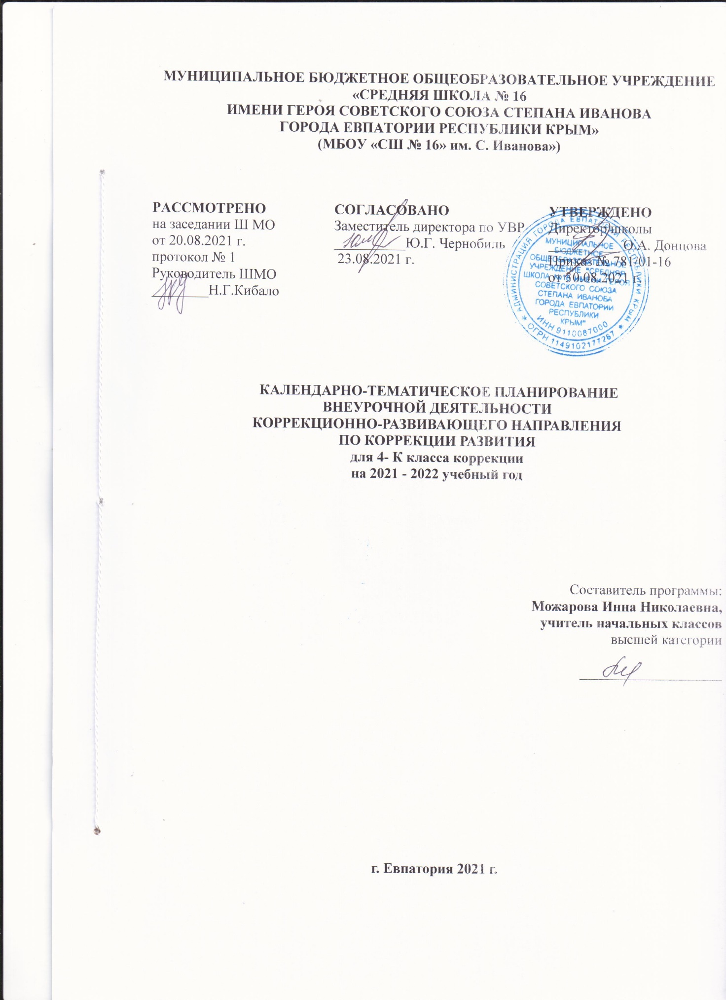 МУНИЦИПАЛЬНОЕ БЮДЖЕТНОЕ ОБЩЕОБРАЗОВАТЕЛЬНОЕ УЧРЕЖДЕНИЕ
«СРЕДНЯЯ ШКОЛА № 16
ИМЕНИ ГЕРОЯ СОВЕТСКОГО СОЮЗА СТЕПАНА ИВАНОВА
ГОРОДА ЕВПАТОРИИ РЕСПУБЛИКИ КРЫМ»
(МБОУ «СШ № 16» им. С. Иванова»)
РАССМОТРЕНО
на заседании Ш МО
от 20.08.2021 г.
протокол № 1
Руководитель ШМО
Н.Г.Кибало
СОГЛАСОВАНО
Заместитель директора по УВР
Ю.Г. Чернобиль
23.08.2021 г.
УТВЕРЖДЕНО
Директор школы
О.А. Донцова
Приказ № 781/01-16
от 30.08.2021 г.
АДМИНИСТРАЦИЯ ГОРОДА ЕВПАТОРИИ РЕСПУБЛИКИ КРЫМ
ОГРН 1149102177267
МУНИЦИПАЛЬНОЕ
БЮДЖЕТНОЕ
ОБЩЕОБРАЗОВАТЕЛЬНОЕ
УЧРЕЖДЕНИЕ "СРЕДНЯЯ
ШКОЛА №16 ИМЕНИ ГЕРОЯ
СОВЕТСКОГО СОЮЗА
СТЕПАНА ИВАНОВА
ГОРОДА ЕВПАТОРИИ
РЕСПУБЛИКИ
КРЫМ"
ИНН 9110087000
КАЛЕНДАРНО-ТЕМАТИЧЕСКОЕ ПЛАНИРОВАНИЕ
ВНЕУРОЧНОЙ ДЕЯТЕЛЬНОСТИ
КОРРЕКЦИОННО-РАЗВИВАЮЩЕГО НАПРАВЛЕНИЯ
ПО КОРРЕКЦИИ РАЗВИТИЯ
для 4- К класса коррекции
на 2021 - 2022 учебный год
Составитель программы:
Можарова Инна Николаевна,
учитель начальных классов
высшей категории
г. Евпатория 2021 г.